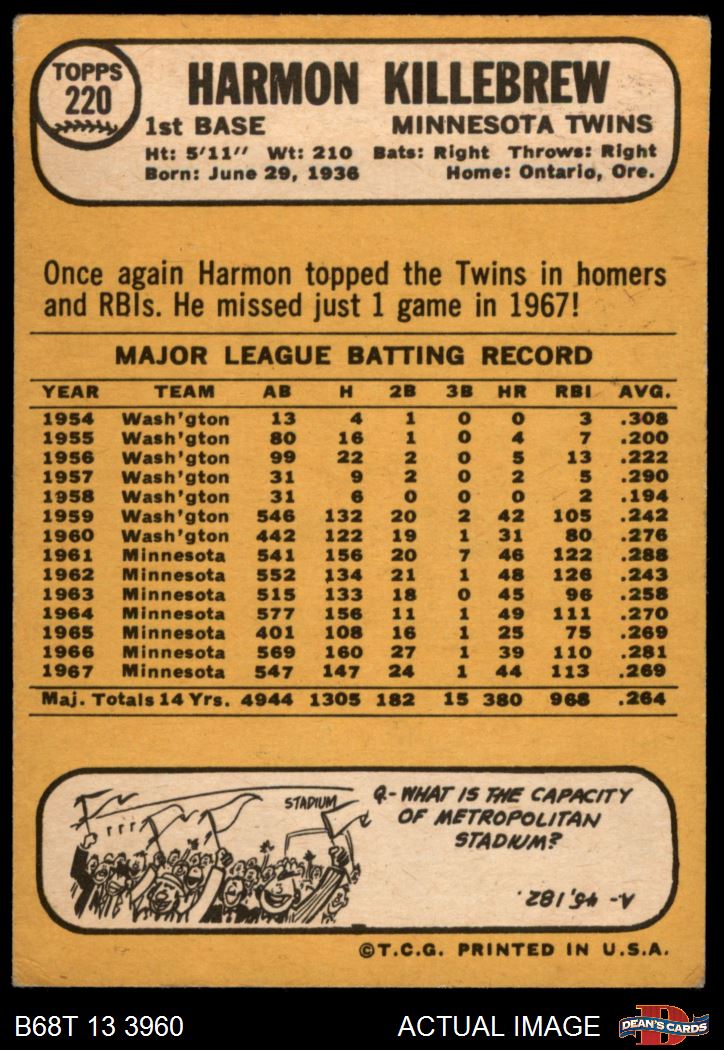 TOPPS
220
HARMON KILLEBREW
1st BASE MINNESOTA TWINS
Ht: 5'11'' Wt: 210 Bats: Right Throws: Right
Born: June 29, 1936 Home: Ontario, Ore.
Once again Harmon topped the Twins in homers
and RBIs. He missed just 1 game in 1967!
MAJOR LEAGUE BATTING RECORD
YEAR TEAM AB H 2B 3B HR RBI AVG.
1954 Wash'gton 13 4 1 0 0 3 .308
1955 Wash'gton 80 16 1 0 4 7 .200
1956 Wash'gton 99 22 2 0 5 13 .222
1957 Wash'gton 31 9 2 0 2 5 .290
1958 Wash'gton 31 6 0 0 0 2 .194
1959 Wash'gton 546 132 20 2 42 105 .242
1960 Wash'gton 442 122 19 1 31 80 .276
1961 Minnesota 541 156 20 7 46 122 .288
1962 Minnesota 552 134 21 1 48 126 .243
1963 Minnesota 515 133 18 0 45 96 .258
1964 Minnesota 577 156 11 1 49 111 .270
1965 Minnesota 401 108 16 1 25 75 .269
1966 Minnesota 569 160 27 1 39 110 .281
1967 Minnesota 547 147 24 1 44 113 .269
Maj. Totals 14 Yrs. 4944 1305 182 15 380 968 .264
STADIUM
Q- WHAT IS THE CAPACITY
OF METROPOLITAN
STADIUM?
A- 45,182.
©T.C.G. PRINTED IN U.S.A.
B68T 13 3960 ACTUAL IMAGE
D
DEAN'S CARDS